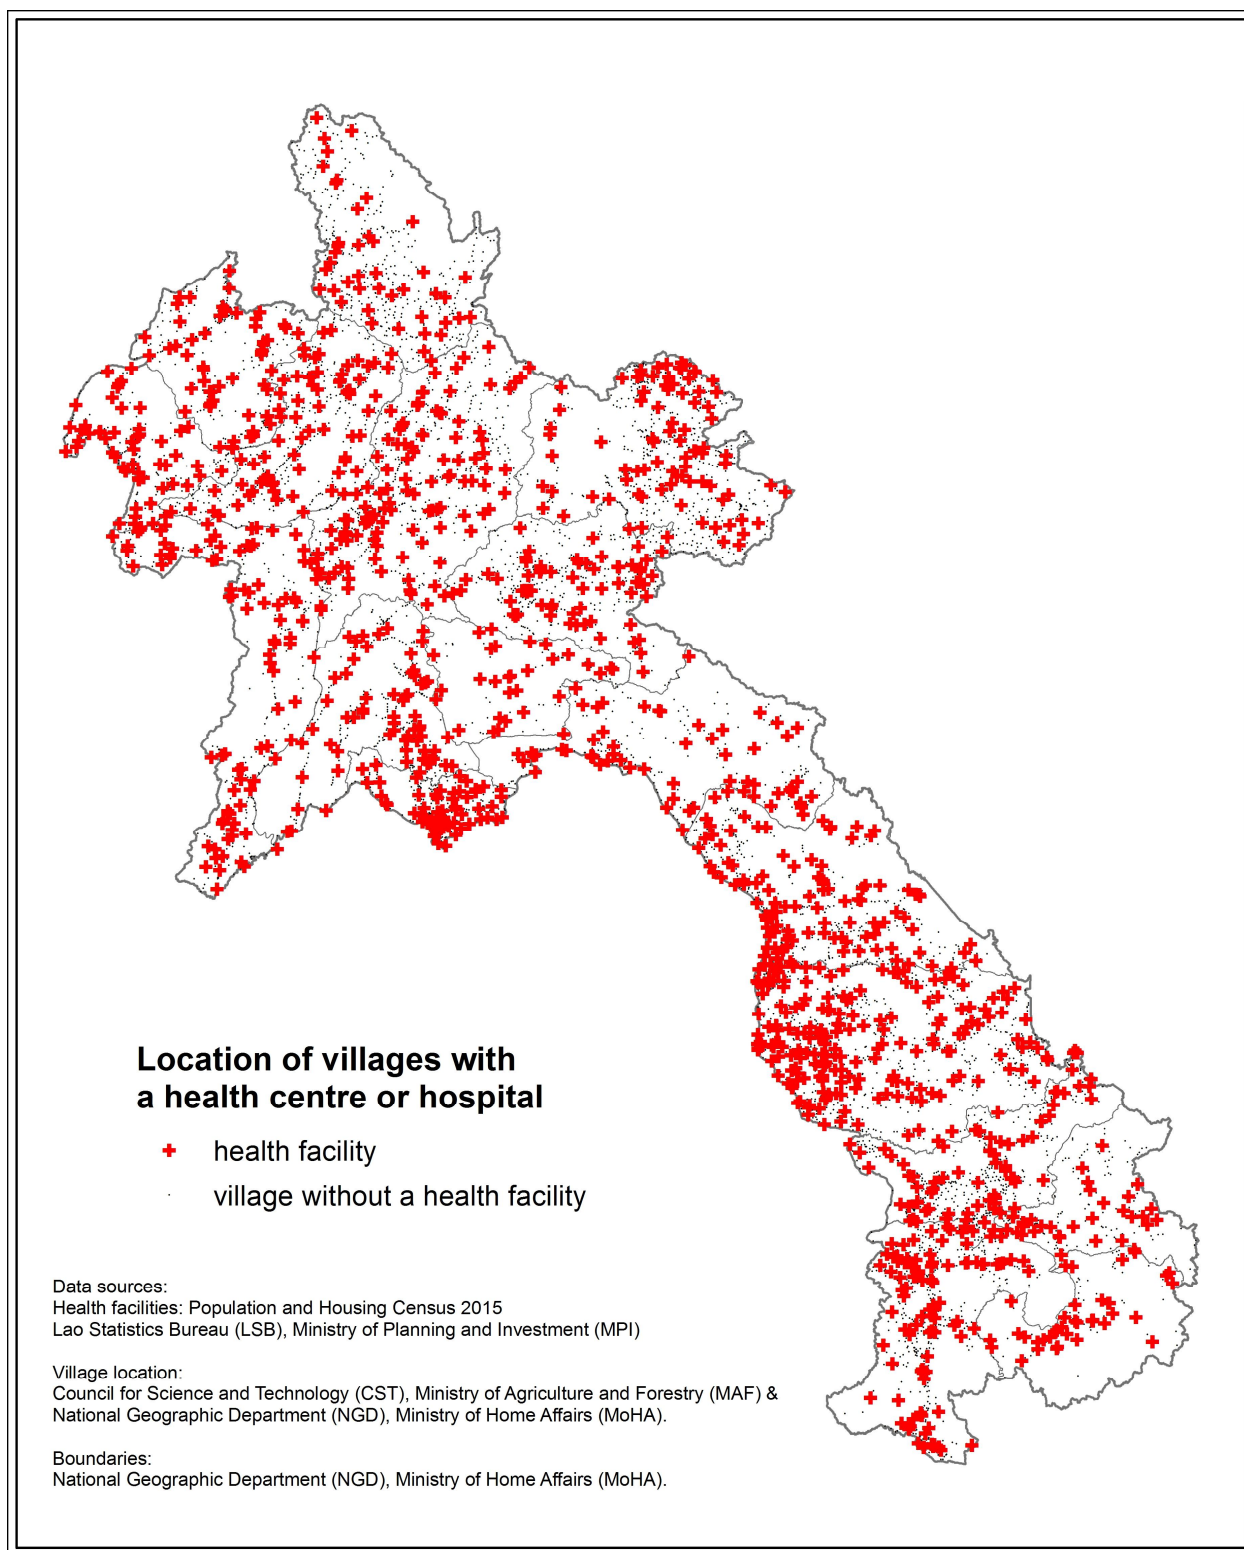 Location of villages with
a health centre or hospital
health facility
village without a health facility
Data sources:
Health facilities: Population and Housing Census 2015
Lao Statistics Bureau (LSB), Ministry of Planning and Investment (MPI)
Village location:
Council for Science and Technology (CST), Ministry of Agriculture and Forestry (MAF) &
National Geographic Department (NGD), Ministry of Home Affairs (MoHA).
Boundaries:
National Geographic Department (NGD), Ministry of Home Affairs (MoHA).